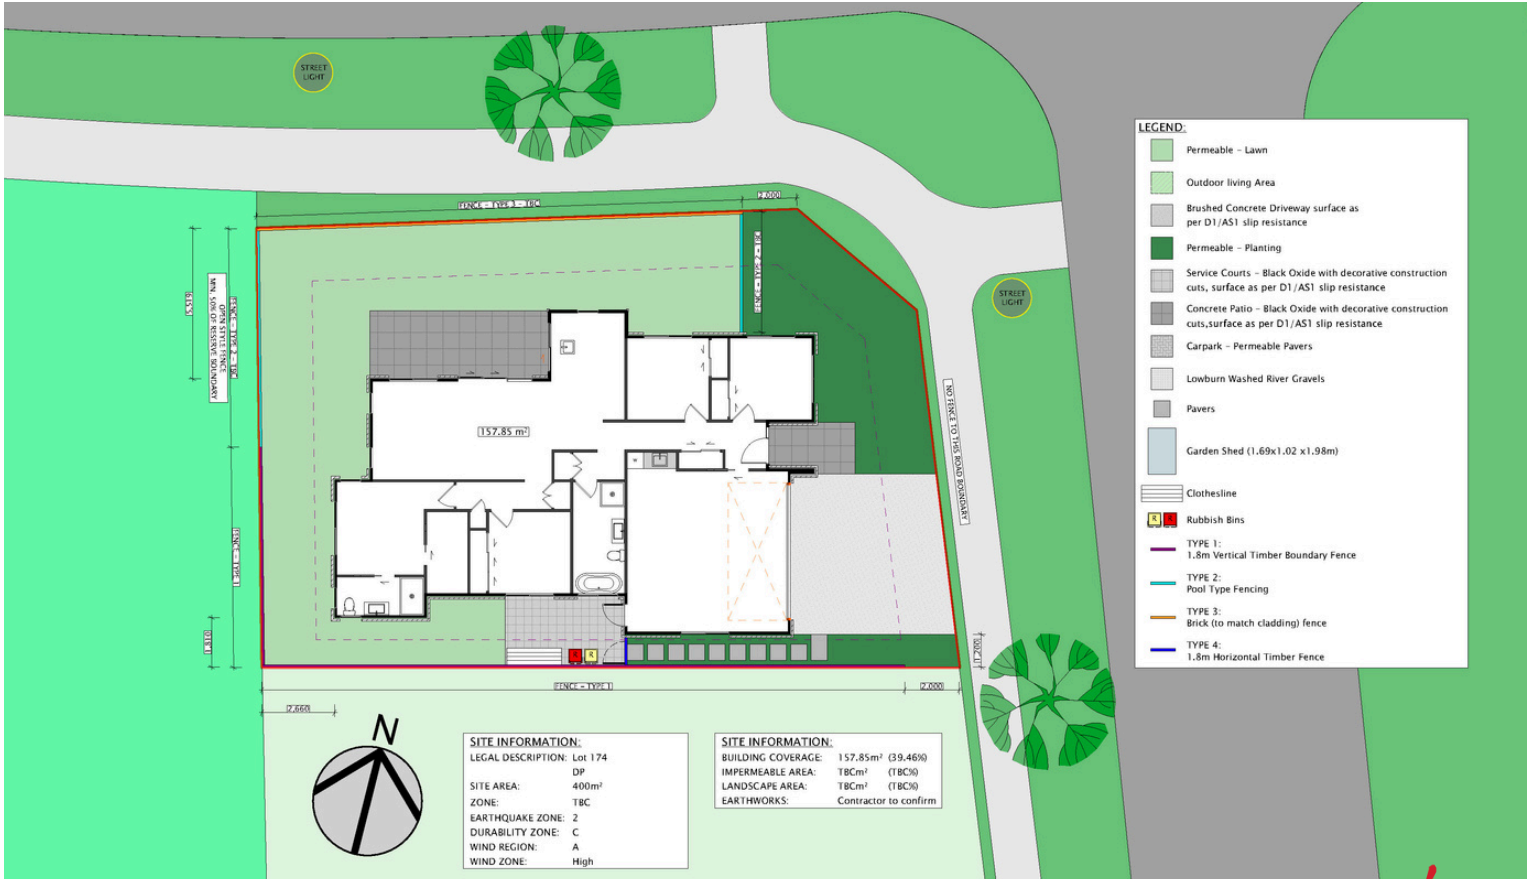 STREET
LIGHT
FENCE - TYPE 3 - TBC
2,000
FENCE - TYPE 2 - TBC
MIN. 50% OF RESERVE BOUNDARY
OPEN STYLE FENCE
FENCE - TYPE 2 - TBC
157.85 m²
STREET
LIGHT
NO FENCE TO THIS ROAD BOUNDARY
FENCE - TYPE 1
R
R
FENCE - TYPE 1
2,000
2,660
N
LEGEND:
Permeable - Lawn
Outdoor living Area
Brushed Concrete Driveway surface as
per D1/AS1 slip resistance
Permeable - Planting
Service Courts - Black Oxide with decorative construction
cuts, surface as per D1/AS1 slip resistance
Concrete Patio - Black Oxide with decorative construction
cuts,surface as per D1/AS1 slip resistance
Carpark - Permeable Pavers
Lowburn Washed River Gravels
Pavers
Garden Shed (1.69x1.02 x1.98m)
Clothesline
R R Rubbish Bins
TYPE 1:
1.8m Vertical Timber Boundary Fence
TYPE 2:
Pool Type Fencing
TYPE 3:
Brick (to match cladding) fence
TYPE 4:
1.8m Horizontal Timber Fence
SITE INFORMATION:
LEGAL DESCRIPTION: Lot 174
DP
SITE AREA: 400m²
ZONE: TBC
EARTHQUAKE ZONE: 2
DURABILITY ZONE: C
WIND REGION: A
WIND ZONE: High
SITE INFORMATION:
BUILDING COVERAGE: 157.85m² (39.46%)
IMPERMEABLE AREA: TBCm² (TBC%)
LANDSCAPE AREA: TBCm² (TBC%)
EARTHWORKS: Contractor to confirm